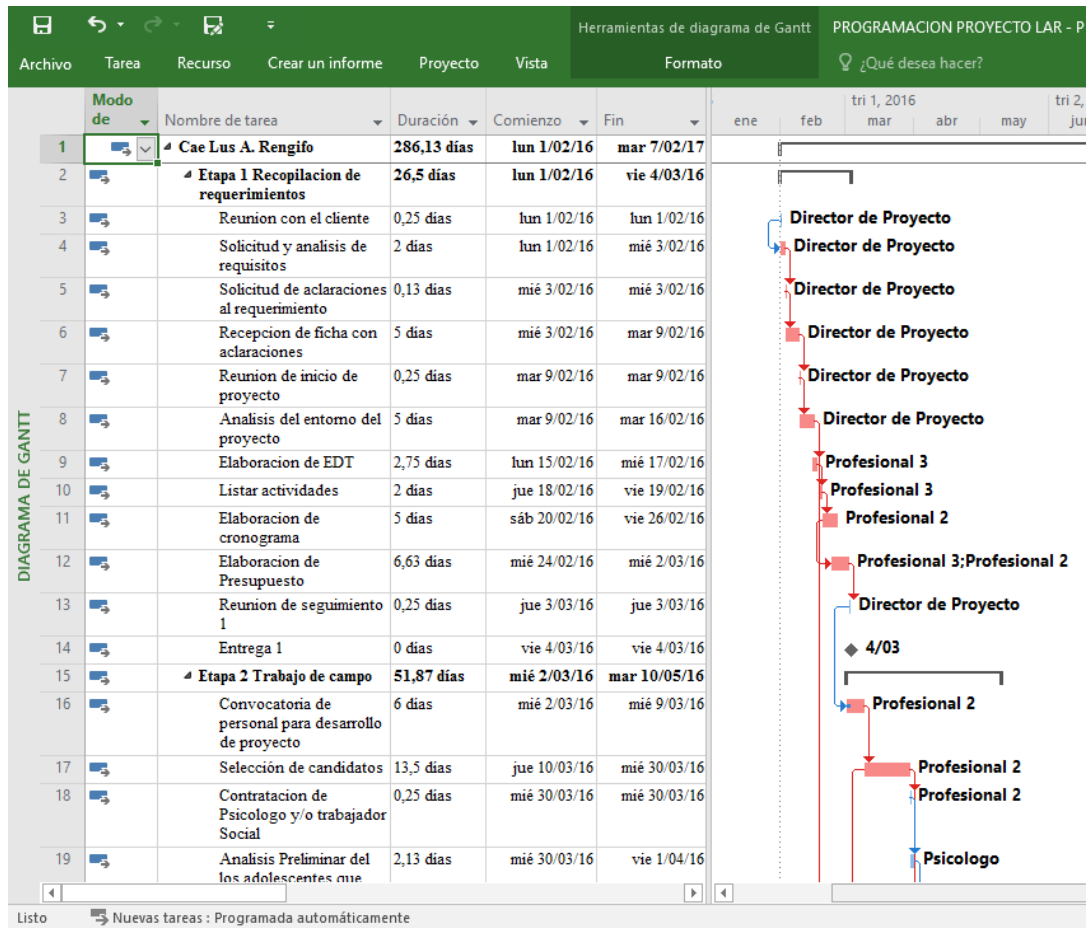 Herramientas de diagrama de Gantt PROGRAMACION PROYECTO LAR - P
Archivo Tarea Recurso Crear un informe Proyecto Vista Formato ¿Qué desea hacer?
Modo de Nombre de tarea Duración Comienzo Fin
tri 1, 2016 tri 2,
ene feb mar abr may jun
1 Cae Lus A. Rengifo 286,13 días lun 1/02/16 mar 7/02/17
2 Etapa 1 Recopilacion de requerimientos 26,5 días lun 1/02/16 vie 4/03/16
3 Reunion con el cliente 0,25 días lun 1/02/16 lun 1/02/16 Director de Proyecto
4 Solicitud y analisis de requisitos 2 días lun 1/02/16 mié 3/02/16 Director de Proyecto
5 Solicitud de aclaraciones al requerimiento 0,13 días mié 3/02/16 mié 3/02/16 Director de Proyecto
6 Recepcion de ficha con aclaraciones 5 días mié 3/02/16 mar 9/02/16 Director de Proyecto
7 Reunion de inicio de proyecto 0,25 días mar 9/02/16 mar 9/02/16 Director de Proyecto
8 Analisis del entorno del proyecto 5 días mar 9/02/16 mar 16/02/16 Director de Proyecto
9 Elaboracion de EDT 2,75 días lun 15/02/16 mié 17/02/16 Profesional 3
10 Listar actividades 2 días jue 18/02/16 vie 19/02/16 Profesional 3
11 Elaboracion de cronograma 5 días sáb 20/02/16 vie 26/02/16 Profesional 2
12 Elaboracion de Presupuesto 6,63 días mié 24/02/16 mié 2/03/16 Profesional 3;Profesional 2
13 Reunion de seguimiento 1 0,25 días jue 3/03/16 jue 3/03/16 Director de Proyecto
14 Entrega 1 0 días vie 4/03/16 vie 4/03/16 4/03
15 Etapa 2 Trabajo de campo 51,87 días mié 2/03/16 mar 10/05/16
16 Convocatoria de personal para desarrollo de proyecto 6 días mié 2/03/16 mié 9/03/16 Profesional 2
17 Selección de candidatos 13,5 días jue 10/03/16 mié 30/03/16 Profesional 2
18 Contratacion de Psicologo y/o trabajador Social 0,25 días mié 30/03/16 mié 30/03/16 Profesional 2
19 Analisis Preliminar del los adolescentes que 2,13 días mié 30/03/16 vie 1/04/16 Psicologo
DIAGRAMA DE GANTT
Listo Nuevas tareas : Programada automáticamente